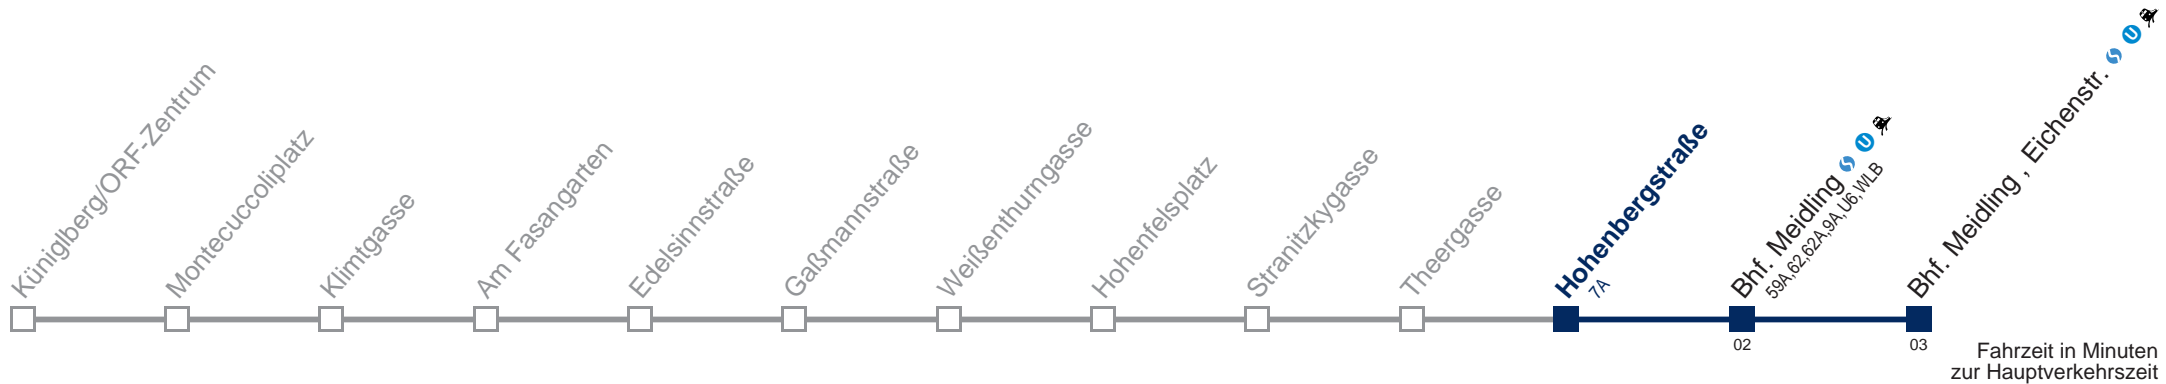 Küniglberg/ORF-Zentrum
Montecuccoliplatz
Klimtgasse
Am Fasangarten
Edelsinnstraße
Gaßmannstraße
Weißenthurngasse
Hohenfelsplatz
Stranitzkygasse
Theergasse
Hohenbergstraße
7A
Bhf. Meidling S U
59A,62,62A,9A,U6,WLB
Bhf. Meidling , Eichenstr. S U
02
03
Fahrzeit in Minuten
zur Hauptverkehrszeit